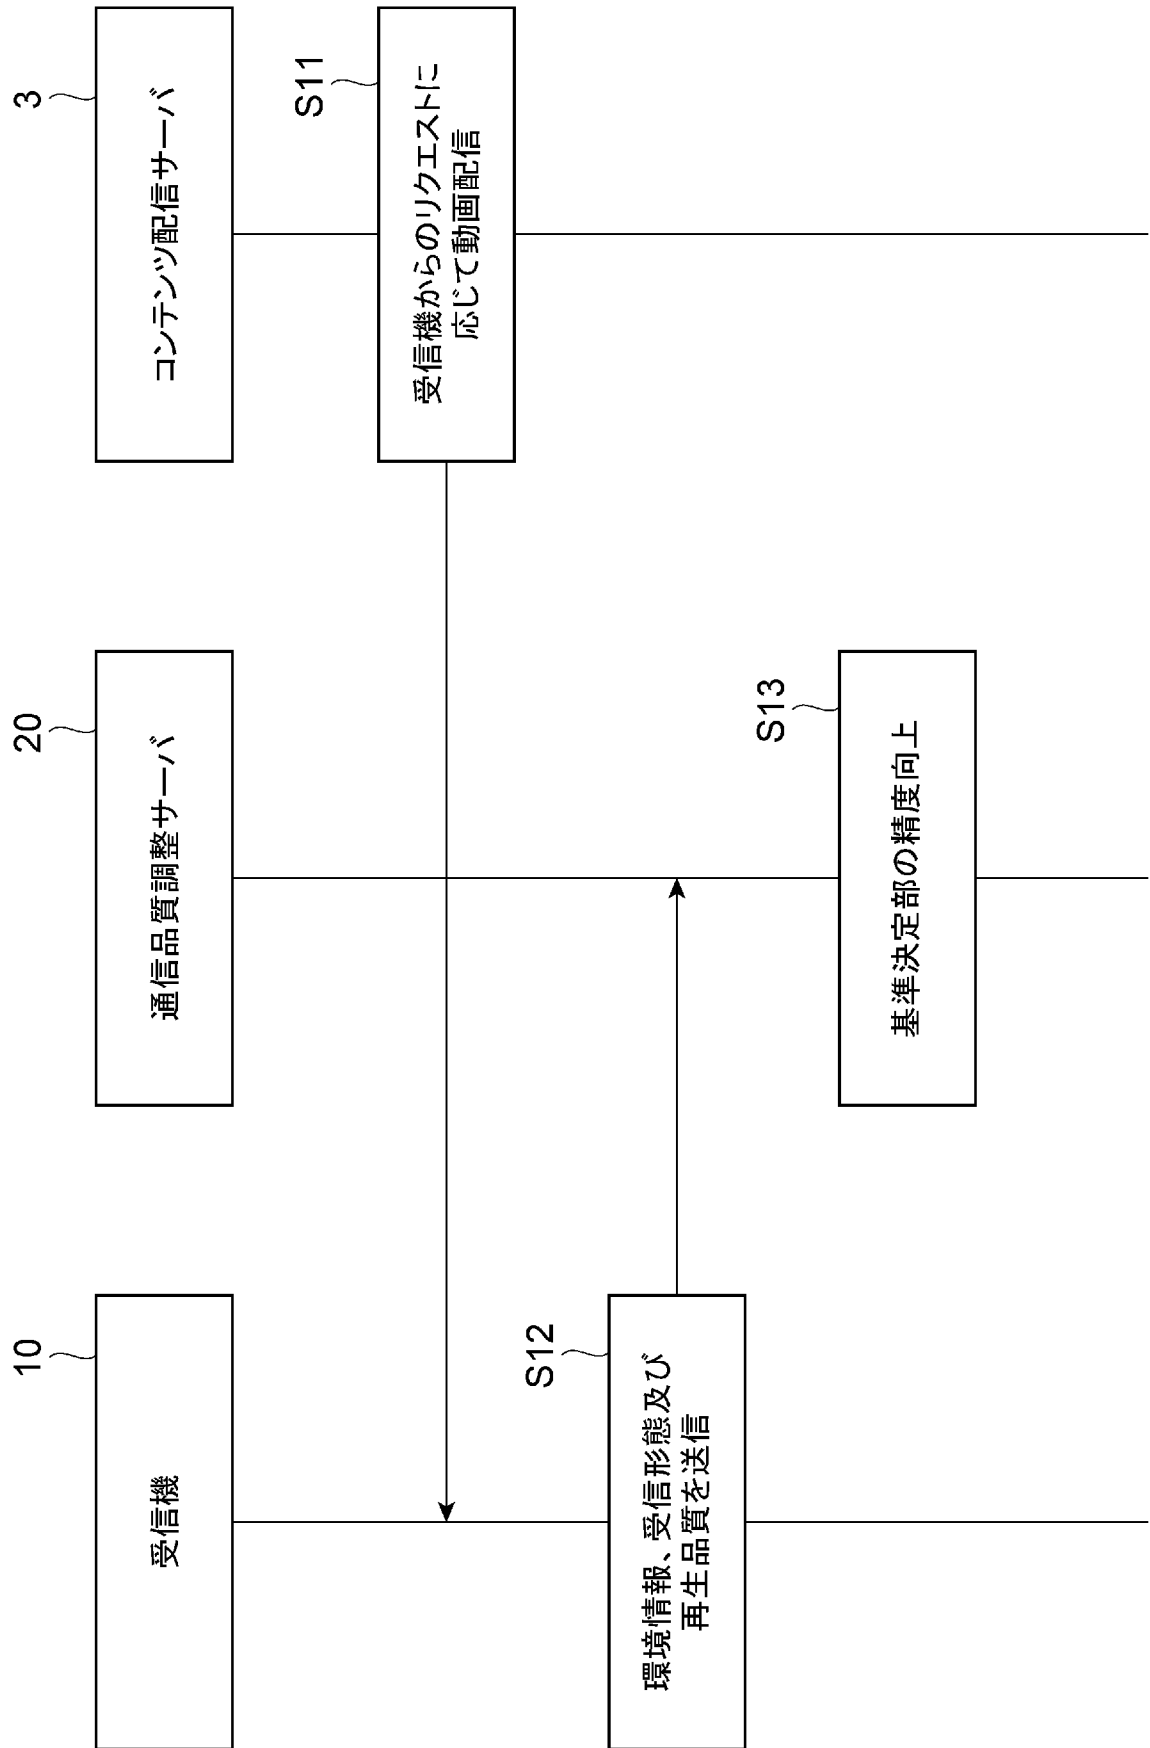 10
受信機
20
通信品質調整サーバ
3
コンテンツ配信サーバ
S11
受信機からのリクエストに
応じて動画配信
S12
環境情報、受信形態及び
再生品質を送信
S13
基準決定部の精度向上